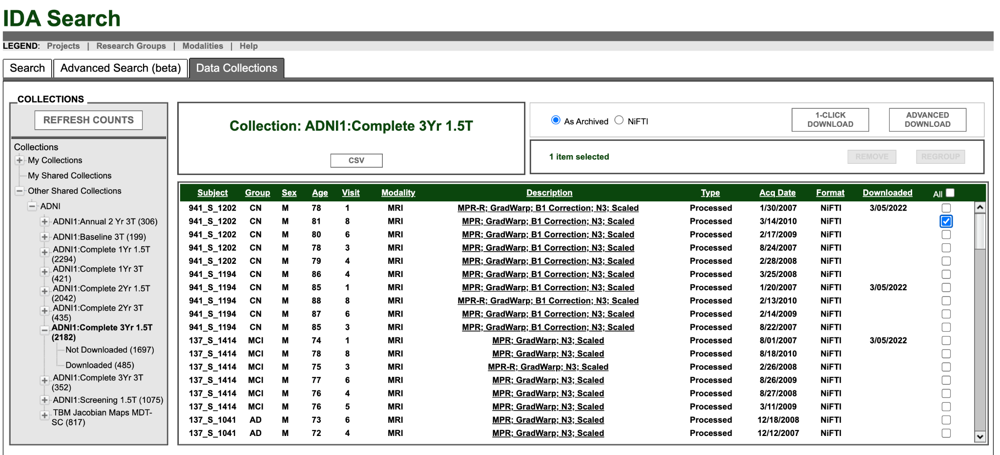 IDA Search
LEGEND: Projects | Research Groups | Modalities | Help
Search
Advanced Search (beta)
Data Collections
COLLECTIONS
REFRESH COUNTS
Collections
My Collections
My Shared Collections
Other Shared Collections
ADNI
ADNI1:Annual 2 Yr 3T (306)
ADNI1:Baseline 3T (199)
ADNI1:Complete 1Yr 1.5T
(2294)
ADNI1:Complete 1Yr 3T
(421)
ADNI1:Complete 2Yr 1.5T
(2042)
ADNI1:Complete 2Yr 3T
(435)
ADNI1:Complete 3Yr 1.5T
(2182)
Not Downloaded (1697)
Downloaded (485)
ADNI1:Complete 3Yr 3T
(352)
ADNI1:Screening 1.5T (1075)
TBM Jacobian Maps MDT-
SC (817)
Collection: ADNI1:Complete 3Yr 1.5T
CSV
As Archived
NiFTI
1-CLICK
DOWNLOAD
ADVANCED
DOWNLOAD
1 item selected
REMOVE
REGROUP
Subject Group Sex Age Visit Modality Description Type Acq Date Format Downloaded All
941_S_1202 CN M 78 1 MRI MPR-R; GradWarp; B1 Correction; N3; Scaled Processed 1/30/2007 NiFTI 3/05/2022
941_S_1202 CN M 81 8 MRI MPR; GradWarp; B1 Correction; N3; Scaled Processed 3/14/2010 NiFTI
941_S_1202 CN M 80 6 MRI MPR; GradWarp; B1 Correction; N3; Scaled Processed 2/17/2009 NiFTI
941_S_1202 CN M 78 3 MRI MPR; GradWarp; B1 Correction; N3; Scaled Processed 8/24/2007 NiFTI
941_S_1202 CN M 79 4 MRI MPR; GradWarp; B1 Correction; N3; Scaled Processed 2/28/2008 NiFTI
941_S_1194 CN M 86 4 MRI MPR; GradWarp; B1 Correction; N3; Scaled Processed 3/25/2008 NiFTI
941_S_1194 CN M 85 1 MRI MPR; GradWarp; B1 Correction; N3; Scaled Processed 1/20/2007 NiFTI 3/05/2022
941_S_1194 CN M 88 8 MRI MPR-R; GradWarp; B1 Correction; N3; Scaled Processed 2/13/2010 NiFTI
941_S_1194 CN M 87 6 MRI MPR; GradWarp; B1 Correction; N3; Scaled Processed 2/14/2009 NiFTI
941_S_1194 CN M 85 3 MRI MPR; GradWarp; B1 Correction; N3; Scaled Processed 8/22/2007 NiFTI
137_S_1414 MCI M 74 1 MRI MPR; GradWarp; N3; Scaled Processed 8/01/2007 NiFTI 3/05/2022
137_S_1414 MCI M 78 8 MRI MPR; GradWarp; N3; Scaled Processed 8/18/2010 NiFTI
137_S_1414 MCI M 75 3 MRI MPR-R; GradWarp; N3; Scaled Processed 2/26/2008 NiFTI
137_S_1414 MCI M 77 6 MRI MPR; GradWarp; N3; Scaled Processed 8/26/2009 NiFTI
137_S_1414 MCI M 76 4 MRI MPR; GradWarp; N3; Scaled Processed 8/27/2008 NiFTI
137_S_1414 MCI M 76 5 MRI MPR; GradWarp; N3; Scaled Processed 3/11/2009 NiFTI
137_S_1041 AD M 73 6 MRI MPR; GradWarp; N3; Scaled Processed 12/18/2008 NiFTI
137_S_1041 AD M 72 4 MRI MPR; GradWarp; N3; Scaled Processed 12/12/2007 NiFTI